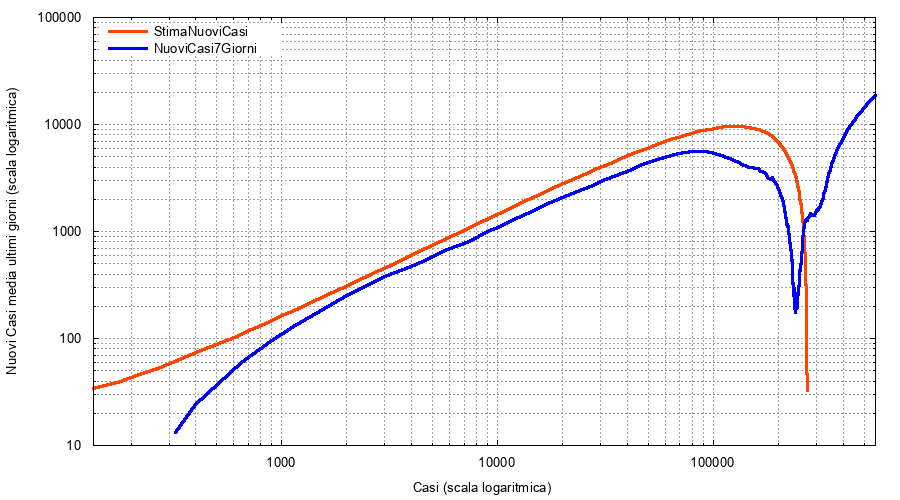 100000
StimaNuoviCasi
NuoviCasi7Giorni
10000
1000
100
10
Nuovi Casi media ultimi giorni (scala logaritmica)
1000 10000 100000
Casi (scala logaritmica)